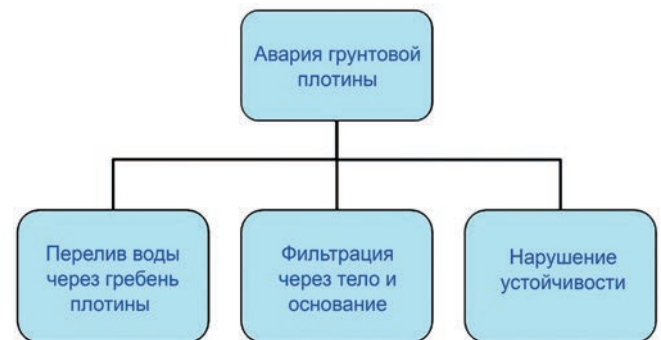 Авария грунтовой
плотины
Перелив воды
через гребень
плотины
Фильтрация
через тело и
основание
Нарушение
устойчивости